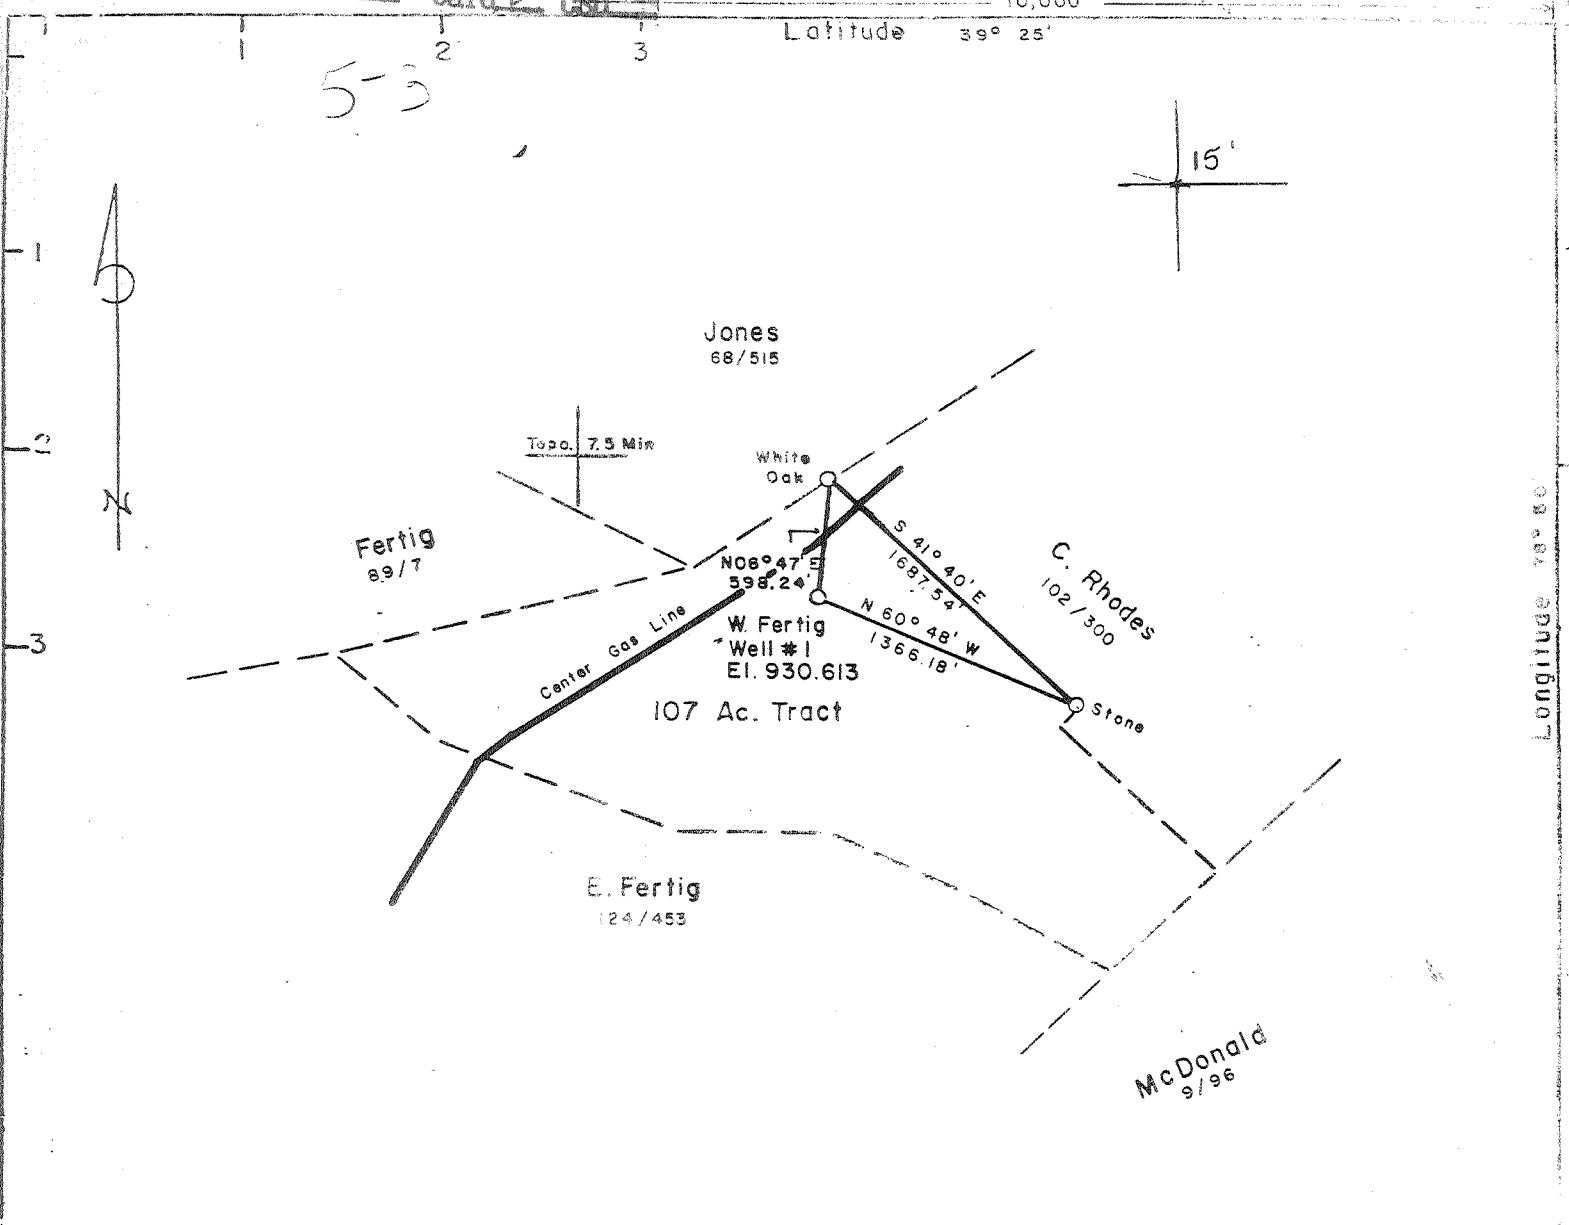 10,000
Latitude 39° 25'
1 2 3
5-3
15'
1
Jones
68/515
2
Topo. 7.5 Min
White
Oak
Fertig
89/7
S 41° 40' E
1687.54'
C. Rhodes
102/300
N06°47'E
598.24'
N 60° 48' W
1366.18'
W. Fertig
Well #1
El. 930.613
Center Gas Line
3
107 Ac. Tract
Stone
E. Fertig
124/453
McDonald
9/96
N
Longitude